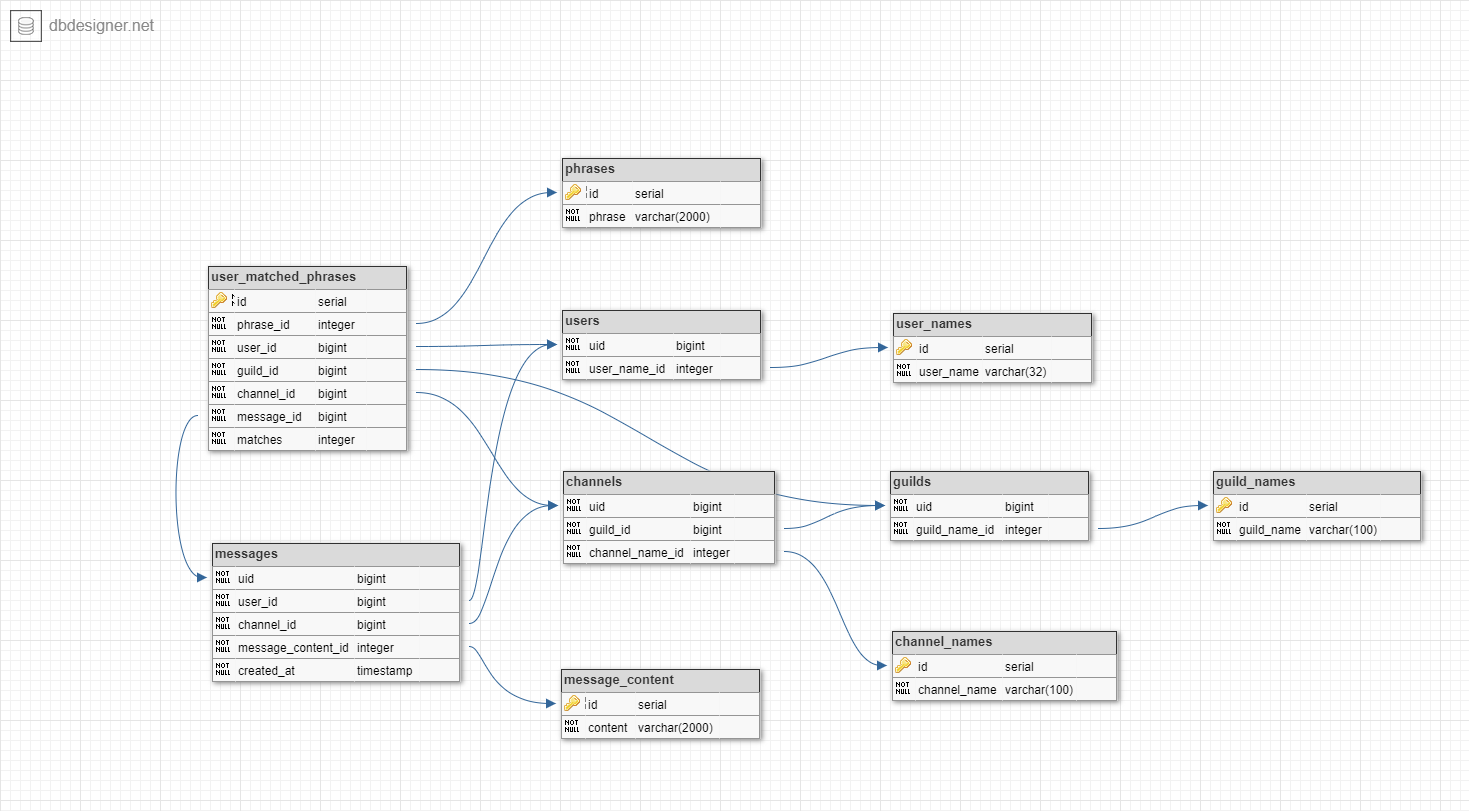 dbdesigner.net
phrases
id serial
NOT NULL phrase varchar(2000)
user_matched_phrases
id serial
NOT NULL phrase_id integer
NOT NULL user_id bigint
NOT NULL guild_id bigint
NOT NULL channel_id bigint
NOT NULL message_id bigint
NOT NULL matches integer
users
NOT NULL uid bigint
NOT NULL user_name_id integer
user_names
id serial
NOT NULL user_name varchar(32)
channels
NOT NULL uid bigint
NOT NULL guild_id bigint
NOT NULL channel_name_id integer
guilds
NOT NULL uid bigint
NOT NULL guild_name_id integer
guild_names
id serial
NOT NULL guild_name varchar(100)
messages
NOT NULL uid bigint
NOT NULL user_id bigint
NOT NULL channel_id bigint
NOT NULL message_content_id integer
NOT NULL created_at timestamp
channel_names
id serial
NOT NULL channel_name varchar(100)
message_content
id serial
NOT NULL content varchar(2000)